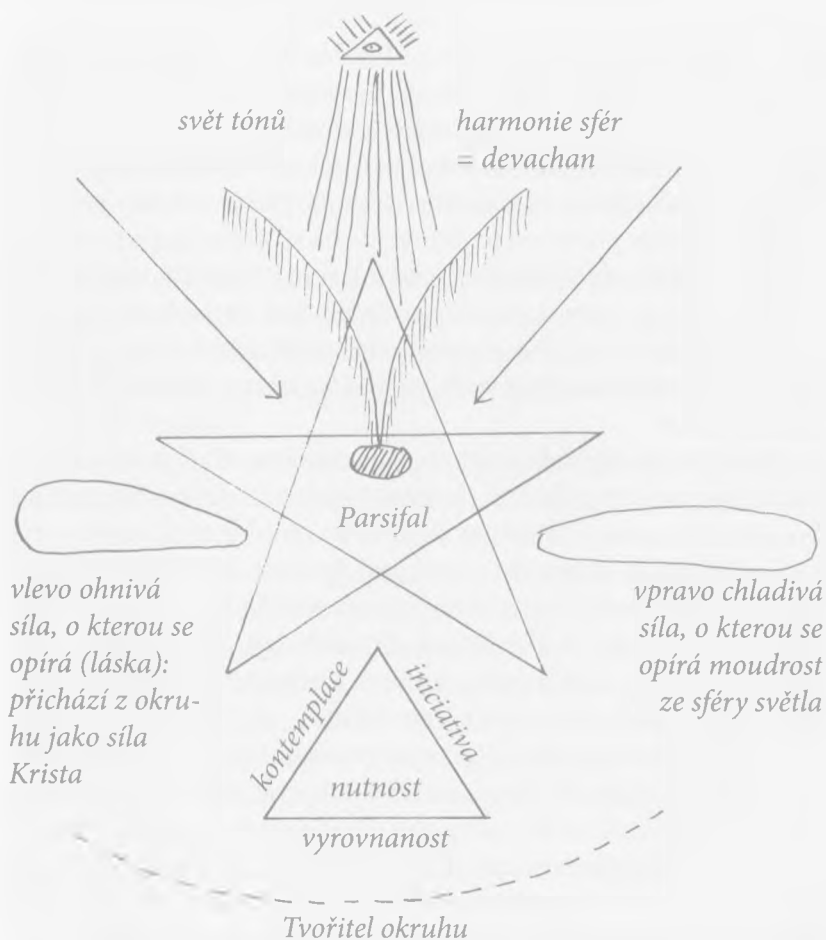 svět tónů
harmonie sfér
= devachan
Parsifal
vlevo ohnivá
síla, o kterou se
opírá (láska):
přichází z okru-
hu jako síla
Krista
vpravo chladivá
síla, o kterou se
opírá moudrost
ze sféry světla
kontemplace
iniciativa
nutnost
vyrovnanost
Tvořitel okruhu